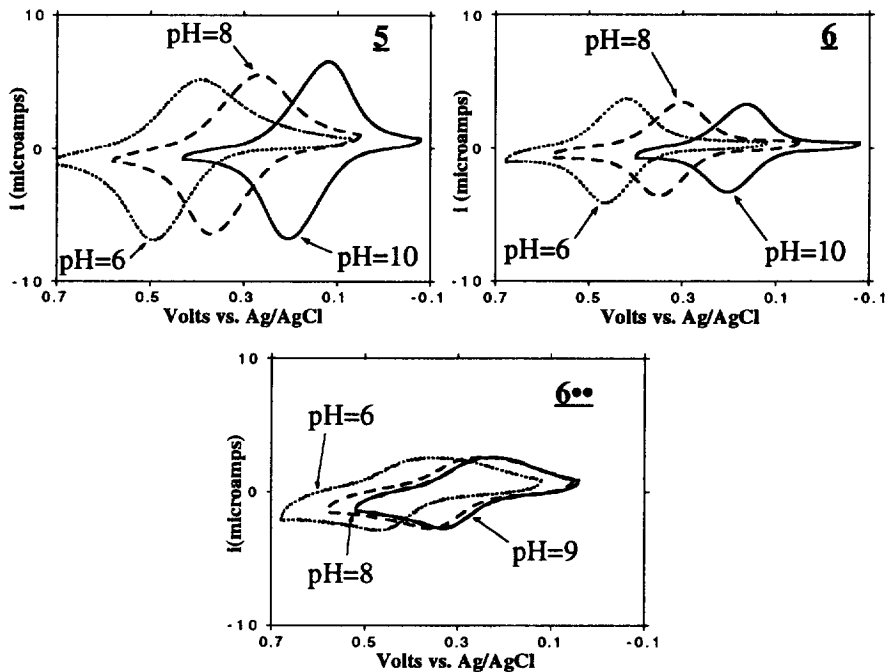 10
0
-10
i (microamps)
pH=8
5
pH=6
pH=10
0.7 0.5 0.3 0.1 -0.1
Volts vs. Ag/AgCl
10
0
-10
i (microamps)
pH=8
6
pH=6
pH=10
0.7 0.5 0.3 0.1 -0.1
Volts vs. Ag/AgCl
10
0
-10
i(microamps)
pH=6
6••
pH=8
pH=9
0.7 0.5 0.3 0.1 -0.1
Volts vs. Ag/AgCl